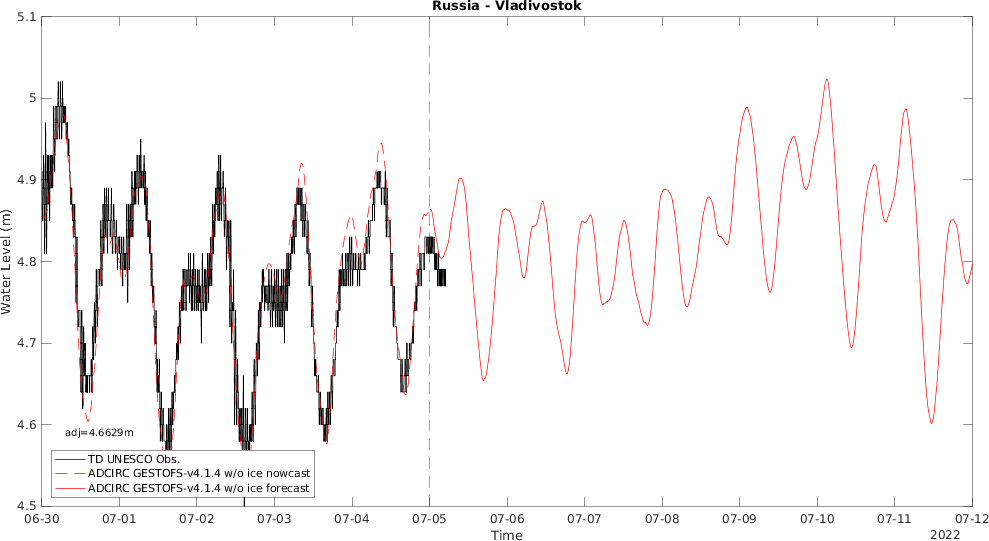 Russia - Vladivostok
5.1
5
4.9
4.8
4.7
4.6
4.5
Water Level (m)
adj=4.6629m
TD UNESCO Obs.
ADCIRC GESTOFS-v4.1.4 w/o ice nowcast
ADCIRC GESTOFS-v4.1.4 w/o ice forecast
06-30 07-01 07-02 07-03 07-04 07-05 07-06 07-07 07-08 07-09 07-10 07-11 07-12
Time
2022